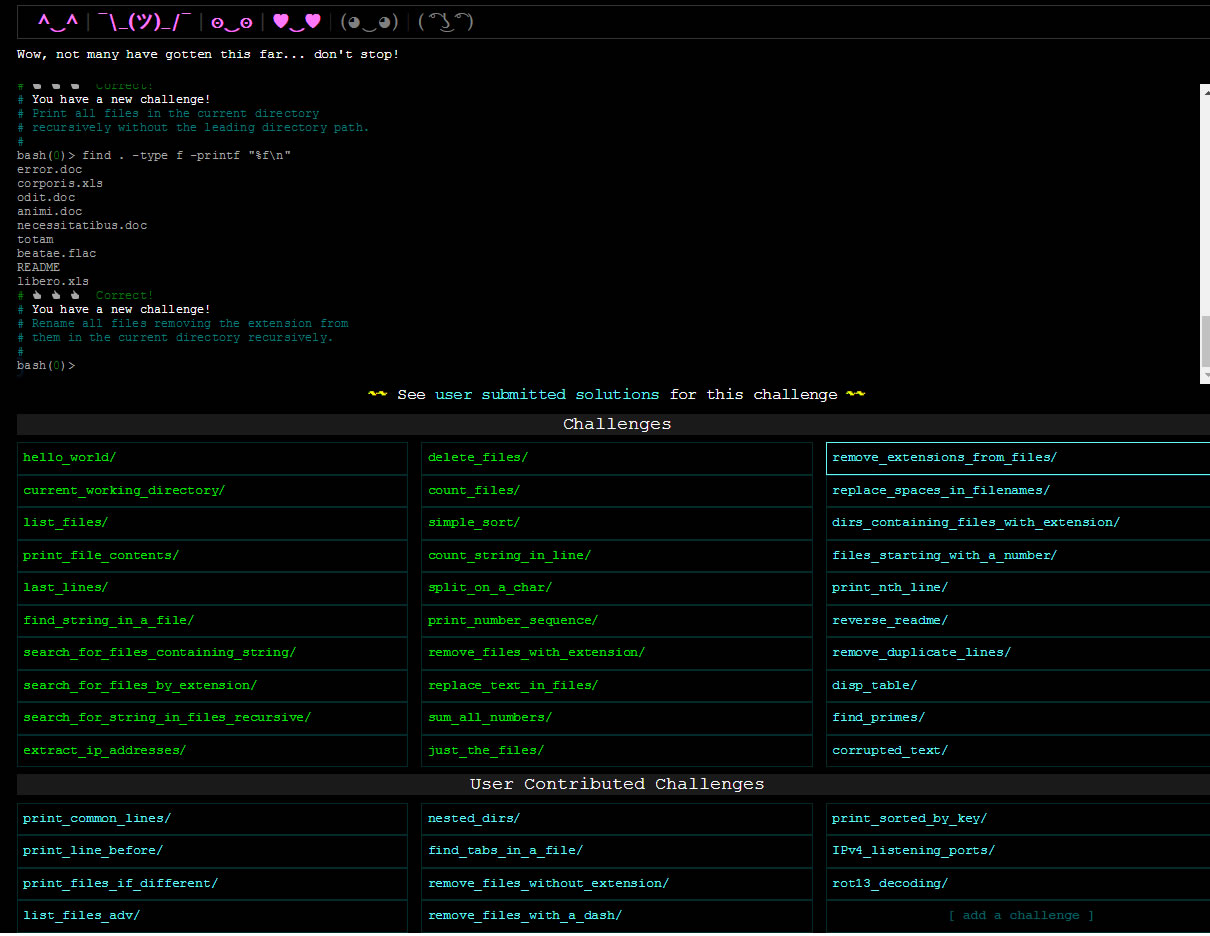 ^‿^ | ¯\_(ツ)_/¯ | ʘ‿ʘ | ♥‿♥ | (◕‿◕) | ( ͡° ͜ʖ ͡°)
Wow, not many have gotten this far... don't stop!
# Correct!
# You have a new challenge!
# Print all files in the current directory
# recursively without the leading directory path.
#
bash(0)> find . -type f -printf "%f\n"
error.doc
corporis.xls
odit.doc
animi.doc
necessitatibus.doc
totam
beatae.flac
README
libero.xls
# Correct!
# You have a new challenge!
# Rename all files removing the extension from
# them in the current directory recursively.
#
bash(0)>
See user submitted solutions for this challenge
Challenges
hello_world/
current_working_directory/
list_files/
print_file_contents/
last_lines/
find_string_in_a_file/
search_for_files_containing_string/
search_for_files_by_extension/
search_for_string_in_files_recursive/
extract_ip_addresses/
delete_files/
count_files/
simple_sort/
count_string_in_line/
split_on_a_char/
print_number_sequence/
remove_files_with_extension/
replace_text_in_files/
sum_all_numbers/
just_the_files/
remove_extensions_from_files/
replace_spaces_in_filenames/
dirs_containing_files_with_extension/
files_starting_with_a_number/
print_nth_line/
reverse_readme/
remove_duplicate_lines/
disp_table/
find_primes/
corrupted_text/
User Contributed Challenges
print_common_lines/
print_line_before/
print_files_if_different/
list_files_adv/
nested_dirs/
find_tabs_in_a_file/
remove_files_without_extension/
remove_files_with_a_dash/
print_sorted_by_key/
IPv4_listening_ports/
rot13_decoding/
[ add a challenge ]